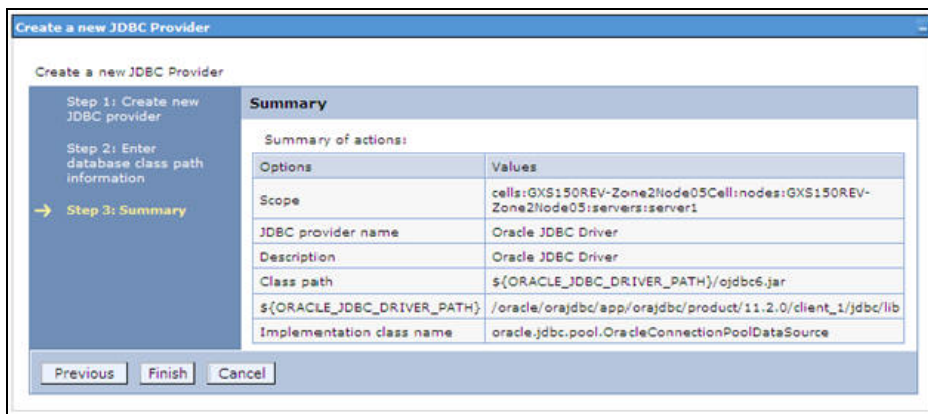 Create a new JDBC Provider
Create a new JDBC Provider
Step 1: Create new
JDBC provider
Step 2: Enter
database class path
information
Step 3: Summary
Summary
Summary of actions:
Options Values
Scope cells:GXS150REV-Zone2Node05Cell:nodes:GXS150REV-
Zone2Node05:servers:server1
JDBC provider name Oracle JDBC Driver
Description Oracle JDBC Driver
Class path ${ORACLE_JDBC_DRIVER_PATH}/ojdbc6.jar
${ORACLE_JDBC_DRIVER_PATH} /oracle/orajdbc/app/orajdbc/product/11.2.0/client_1/jdbc/lib
Implementation class name oracle.jdbc.pool.OracleConnectionPoolDataSource
Previous Finish Cancel